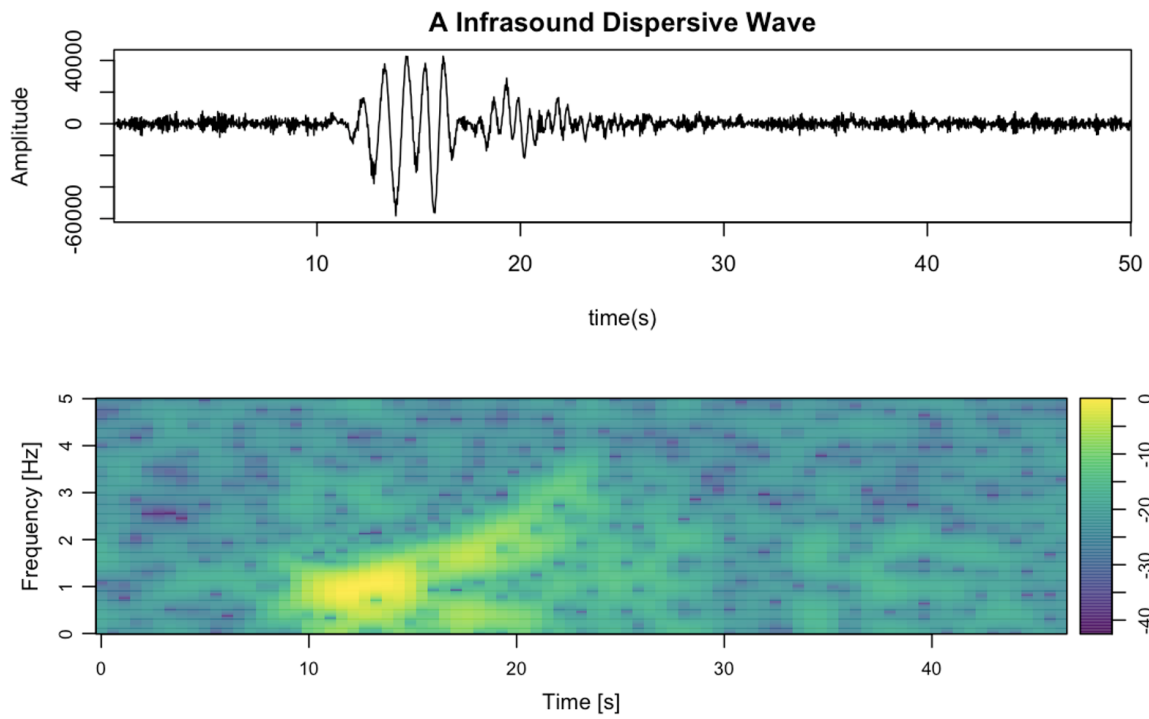 A Infrasound Dispersive Wave
Amplitude
40000
0
-60000
10 20 30 40 50
time(s)
Frequency [Hz]
5
4
3
2
1
0
0 10 20 30 40
Time [s]
0
-10
-20
-30
-40